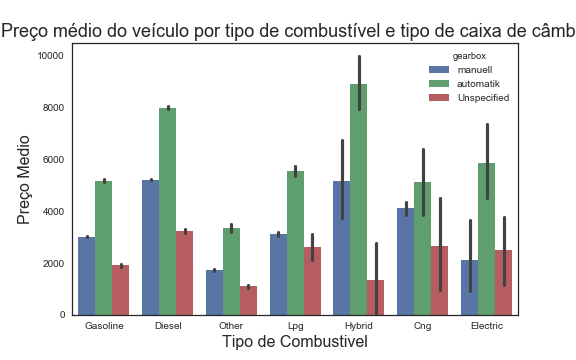 Preço médio do veículo por tipo de combustível e tipo de caixa de câmb
gearbox
manuell
automatik
Unspecified
Preço Medio
10000
8000
6000
4000
2000
0
Gasoline Diesel Other Lpg Hybrid Cng Electric
Tipo de Combustivel